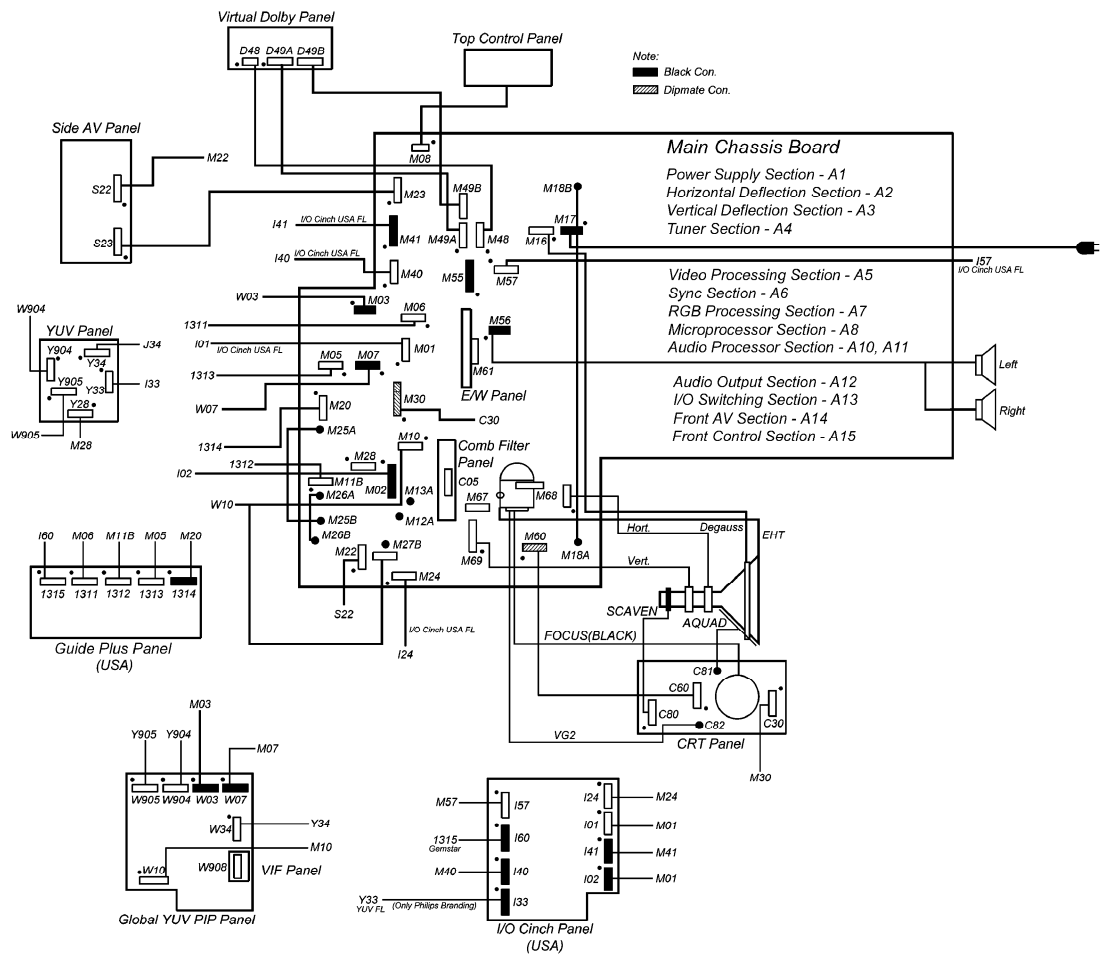 Virtual Dolby Panel
D48
D49A
D49B
Top Control Panel
Note:
Black Con.
Dipmate Con.
Side AV Panel
S22
S23
M22
M08
M23
M49B
M18B
M17
M16
I41
I/O Cinch USA FL
M41
M49A
M48
I40
I/O Cinch USA FL
M40
M55
M57
Main Chassis Board
Power Supply Section - A1
Horizontal Deflection Section - A2
Vertical Deflection Section - A3
Tuner Section - A4
I57
I/O Cinch USA FL
Video Processing Section - A5
Sync Section - A6
RGB Processing Section - A7
Microprocessor Section - A8
Audio Processor Section - A10, A11
Audio Output Section - A12
I/O Switching Section - A13
Front AV Section - A14
Front Control Section - A15
Left
Right
W03
M03
M06
1311
M56
I01
I/O Cinch USA FL
M01
M05
M07
1313
M61
E/W Panel
W07
M20
M30
C30
M25A
1314
M10
Comb Filter
Panel
C05
1312
M28
I02
M11B
M02
M26A
M13A
W10
M12A
M25B
M26B
M27B
M22
M24
S22
I/O Cinch USA FL
I24
M67
M68
M69
M60
M18A
Hort.
Degauss
EHT
Vert.
SCAVEN
AQUAD
FOCUS(BLACK)
VG2
C81
C60
C80
C82
C30
CRT Panel
M30
W904
YUV Panel
J34
Y904
Y34
Y905
Y33
I33
Y28
W905
M28
I60
M06
M11B
M05
M20
1315
1311
1312
1313
1314
Guide Plus Panel
(USA)
M03
Y905
Y904
M07
W905
W904
W03
W07
W34
Y34
M10
W10
W908
VIF Panel
Global YUV PIP Panel
M57
I57
I24
M24
1315
Gemstar
I60
I01
M01
I41
M41
M40
I40
I02
M01
Y33
YUV FL
(Only Philips Branding)
I33
I/O Cinch Panel
(USA)